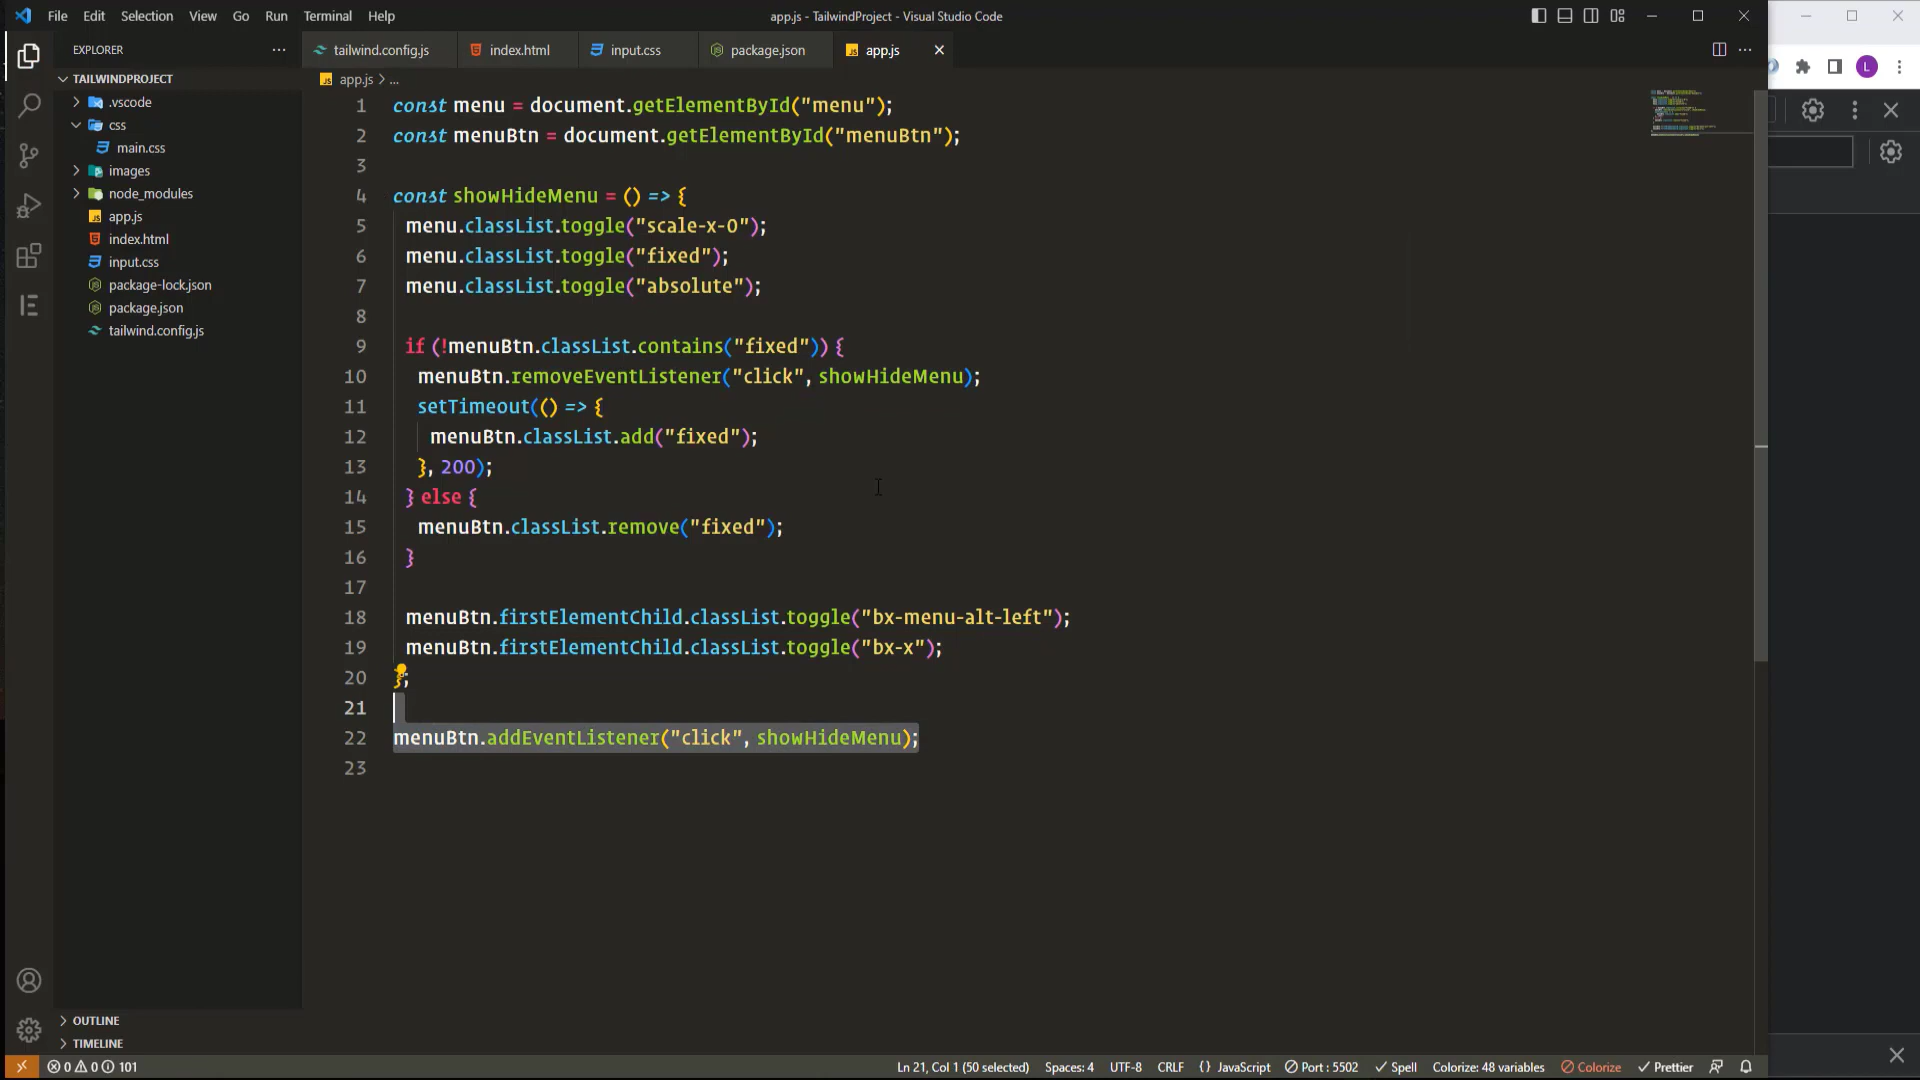 File Edit Selection View Go Run Terminal Help
app.js - TailwindProject - Visual Studio Code
EXPLORER
tailwind.config.js
index.html
input.css
package.json
app.js
L
TAILWINDPROJECT
app.js > ...
.vscode
css
main.css
images
node_modules
app.js
index.html
input.css
package-lock.json
package.json
tailwind.config.js
1 const menu = document.getElementById("menu");
2 const menuBtn = document.getElementById("menuBtn");
3
4 const showHideMenu = () => {
5 menu.classList.toggle("scale-x-0");
6 menu.classList.toggle("fixed");
7 menu.classList.toggle("absolute");
8
9 if (!menuBtn.classList.contains("fixed")) {
10 menuBtn.removeEventListener("click", showHideMenu);
11 setTimeout(() => {
12 menuBtn.classList.add("fixed");
13 }, 200);
14 } else {
15 menuBtn.classList.remove("fixed");
16 }
17
18 menuBtn.firstElementChild.classList.toggle("bx-menu-alt-left");
19 menuBtn.firstElementChild.classList.toggle("bx-x");
20 };
21
22 menuBtn.addEventListener("click", showHideMenu);
23
OUTLINE
TIMELINE
0 0 101
Ln 21, Col 1 (50 selected) Spaces: 4 UTF-8 CRLF {} JavaScript Port : 5502 Spell Colorize: 48 variables Colorize Prettier